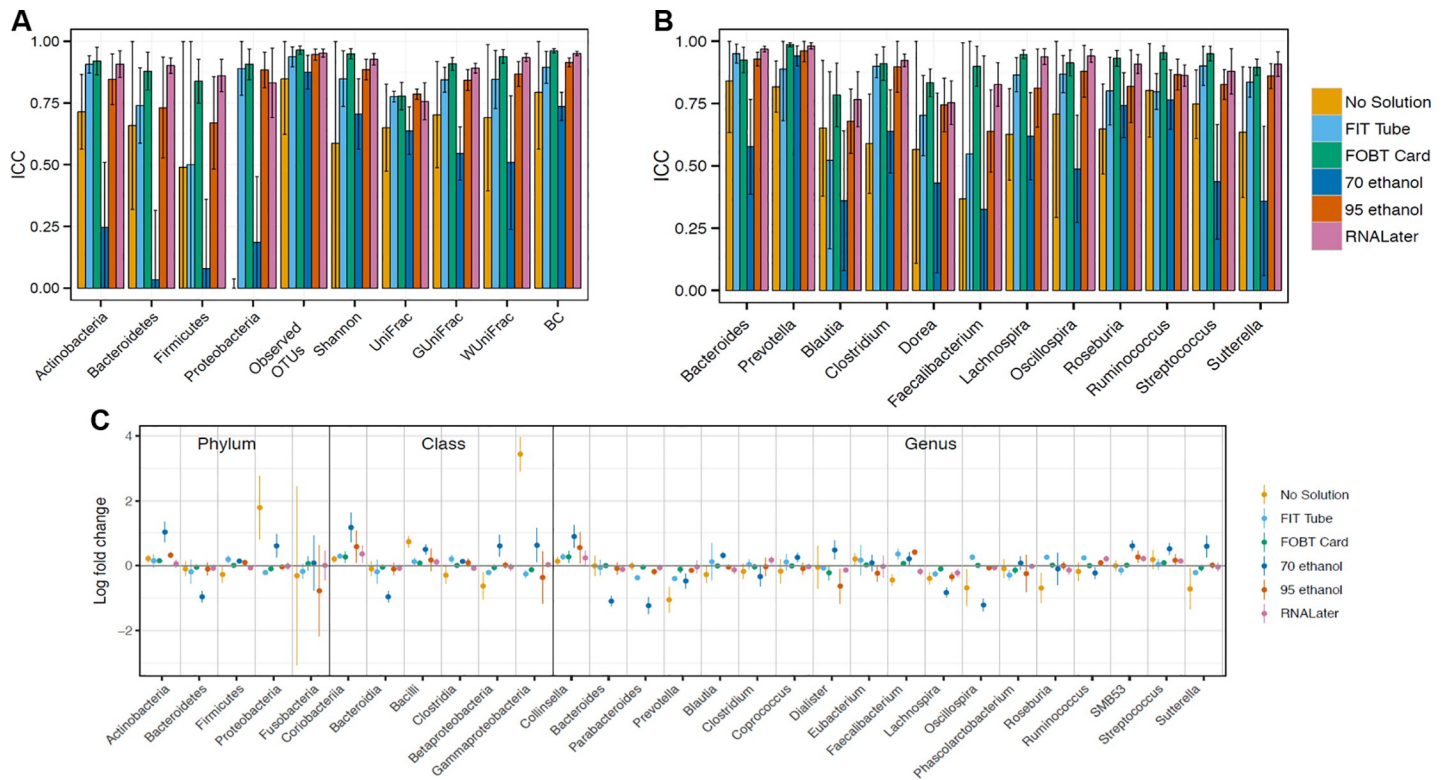 A
ICC
1.00
0.75
0.50
0.25
0.00
Actinobacteria
Bacteroidetes
Firmicutes
Proteobacteria
Observed
OTUs
Shannon
UniFrac
GUniFrac
WUniFrac
BC
B
ICC
1.00
0.75
0.50
0.25
0.00
Bacteroides
Prevotella
Blautia
Clostridium
Dorea
Faecalibacterium
Lachnospira
Oscillospira
Roseburia
Ruminococcus
Streptococcus
Sutterella
No Solution
FIT Tube
FOBT Card
70 ethanol
95 ethanol
RNALater
C
Phylum
Class
Genus
Log fold change
4
2
0
−2
Actinobacteria
Bacteroidetes
Firmicutes
Proteobacteria
Fusobacteria
Coriobacteriia
Bacteroidia
Bacilli
Clostridia
Betaproteobacteria
Gammaproteobacteria
Collinsella
Bacteroides
Parabacteroides
Prevotella
Blautia
Clostridium
Coprococcus
Dialister
Eubacterium
Faecalibacterium
Lachnospira
Oscillospira
Phascolarctobacterium
Roseburia
Ruminococcus
SMB53
Streptococcus
Sutterella
No Solution
FIT Tube
FOBT Card
70 ethanol
95 ethanol
RNALater